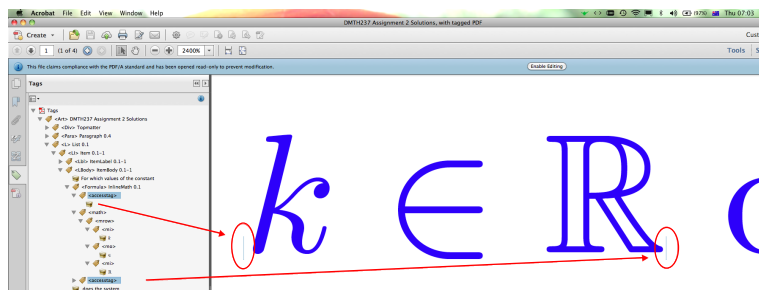 Acrobat File Edit View Window Help (97%) Thu 07:03
DMTH237 Assignment 2 Solutions, with tagged PDF
Create Cus
1 (1 of 4) 2400% Tools S
This file claims compliance with the PDF/A standard and has been opened read-only to prevent modification. Enable Editing
Tags
Tags
<Art> DMTH237 Assignment 2 Solutions
<Div> Topmatter
<Para> Paragraph 0.4
<L> List 0.1
<LI> Item 0.1-1
<Lbl> ItemLabel 0.1-1
<LBody> ItemBody 0.1-1
For which values of the constant
<Formula> InlineMath 0.1
<accesstag>
<math>
<mrow>
<mi>
<mo>
<mi>
R
<accesstag>
does the system
k ∈ ℝ